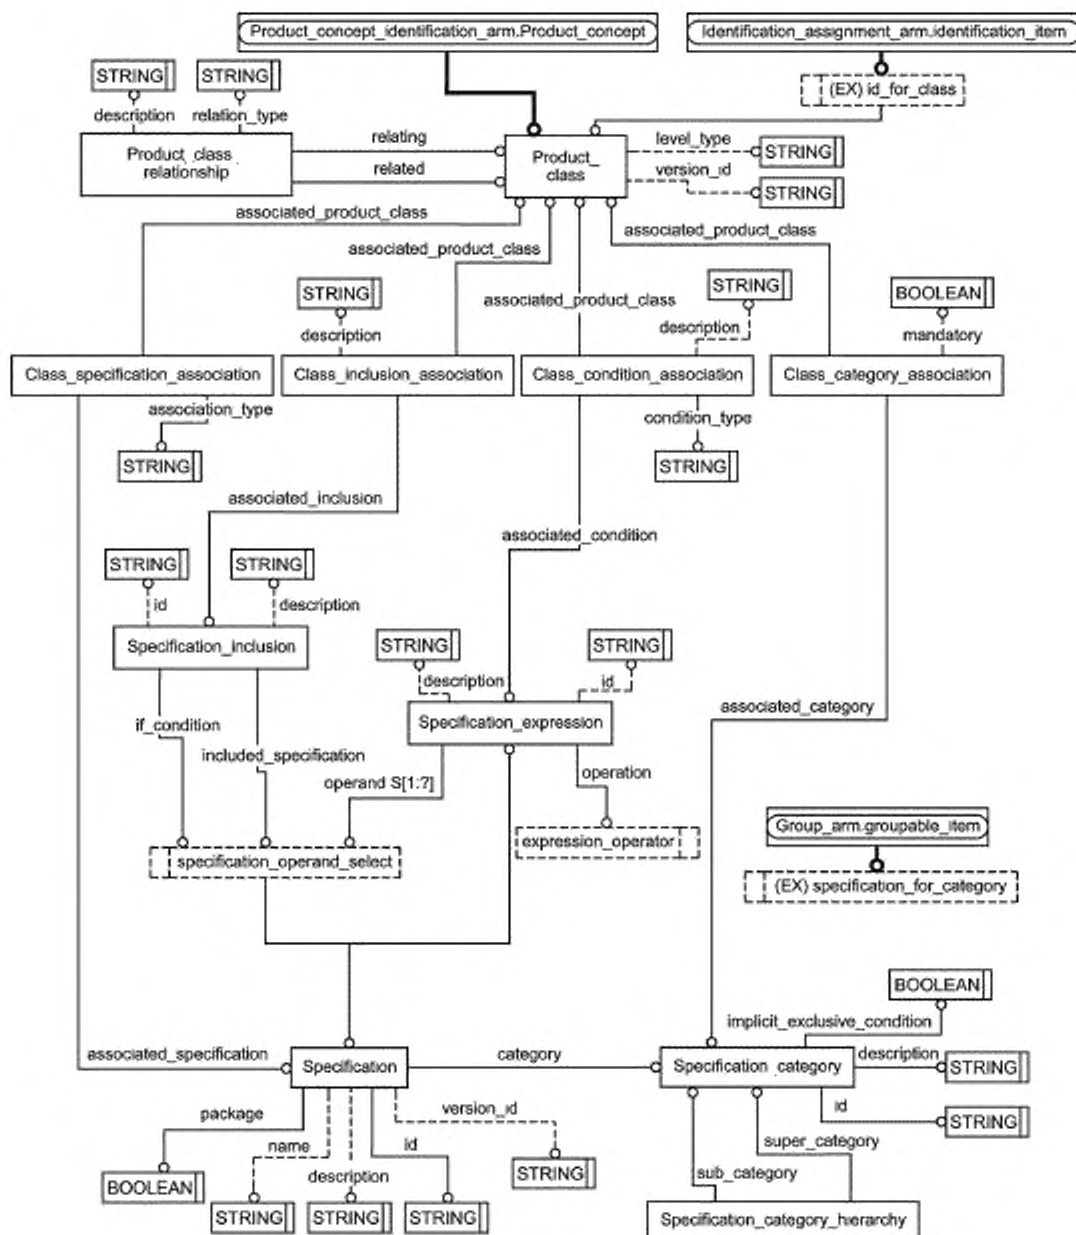 Product_concept_identification_arm.Product_concept
Identification_assignment_arm.identification_item
STRING
STRING
(EX) id_for_class
description
relation_type
relating
level_type
STRING
Product_class_
relationship
Product_
class
related
version_id
STRING
associated_product_class
associated_product_class
associated_product_class
STRING
associated_product_class
STRING
BOOLEAN
description
description
mandatory
Class_specification_association
Class_inclusion_association
Class_condition_association
Class_category_association
association_type
condition_type
STRING
STRING
associated_inclusion
associated_condition
STRING
STRING
id
description
Specification_inclusion
STRING
STRING
description
id
if_condition
Specification_expression
associated_category
included_specification
operand S[1:?]
operation
Group_arm.groupable_item
specification_operand_select
expression_operator
(EX) specification_for_category
BOOLEAN
implicit_exclusive_condition
associated_specification
Specification
category
Specification_category
description
STRING
package
name
description
id
version_id
id
STRING
super_category
sub_category
BOOLEAN
STRING
STRING
STRING
STRING
Specification_category_hierarchy